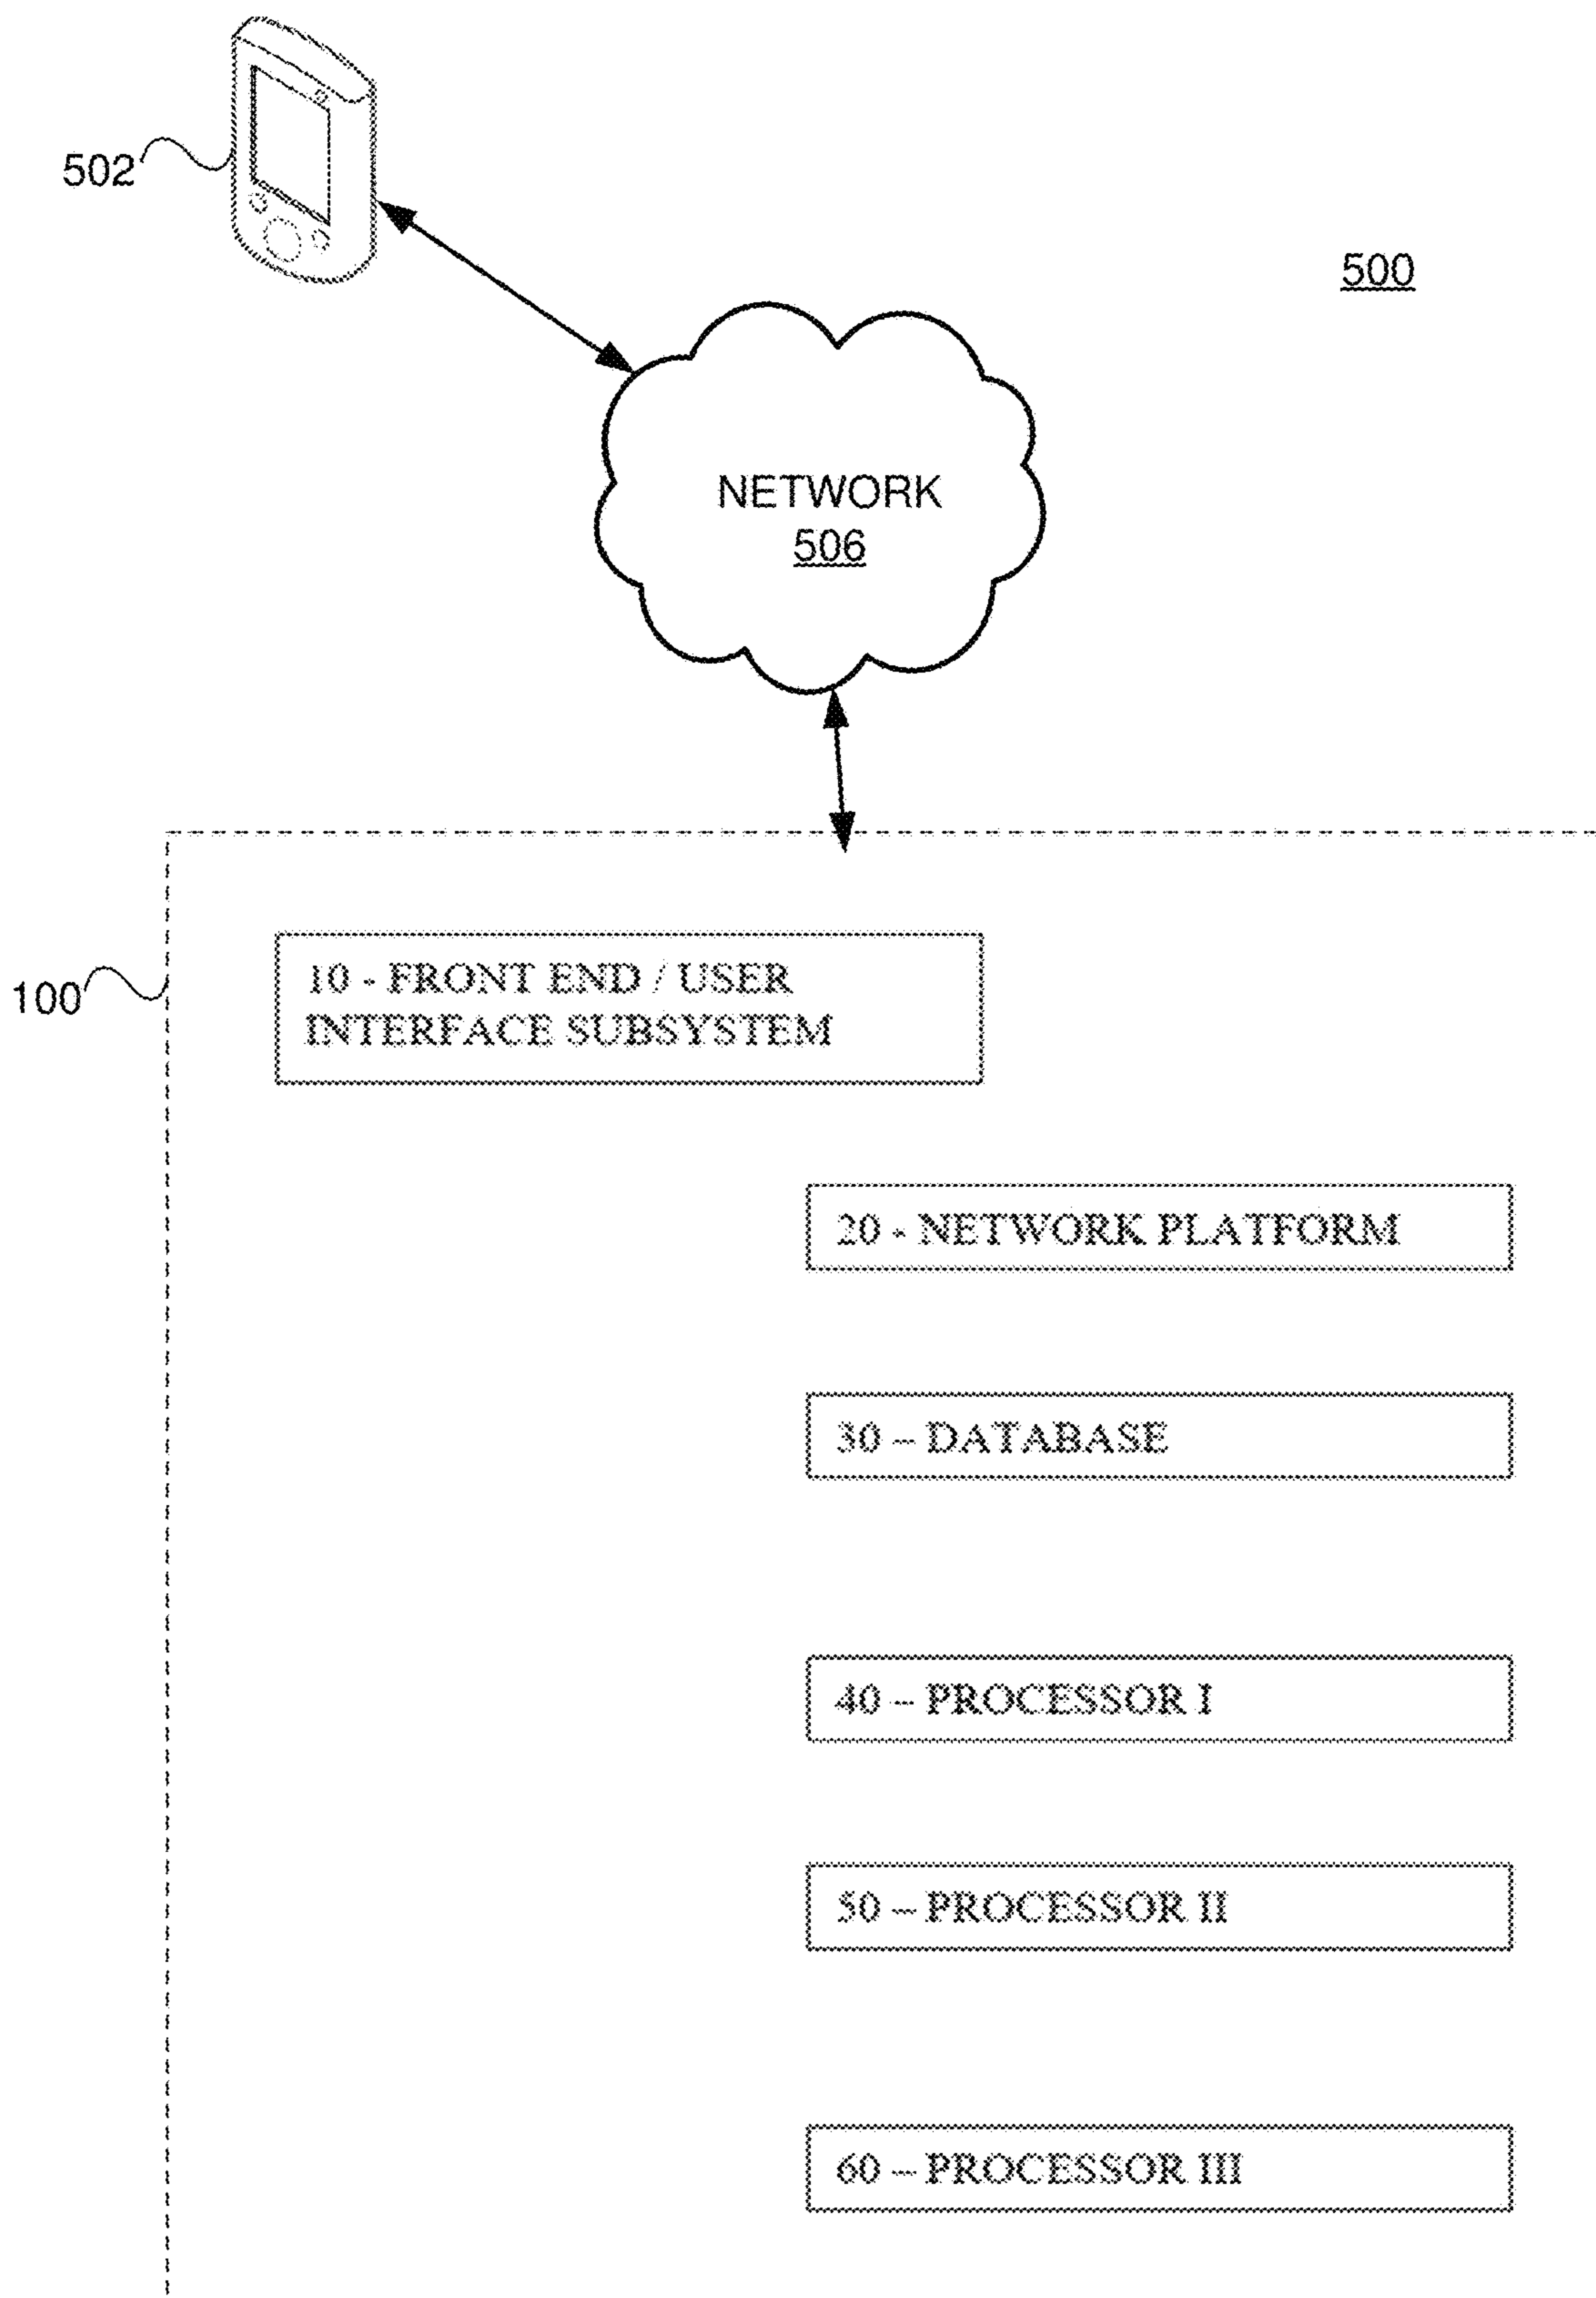 502
500
NETWORK
506
100
10 - FRONT END / USER
INTERFACE SUBSYSTEM
20 - NETWORK PLATFORM
30 – DATABASE
40 – PROCESSOR I
50 – PROCESSOR II
60 – PROCESSOR III